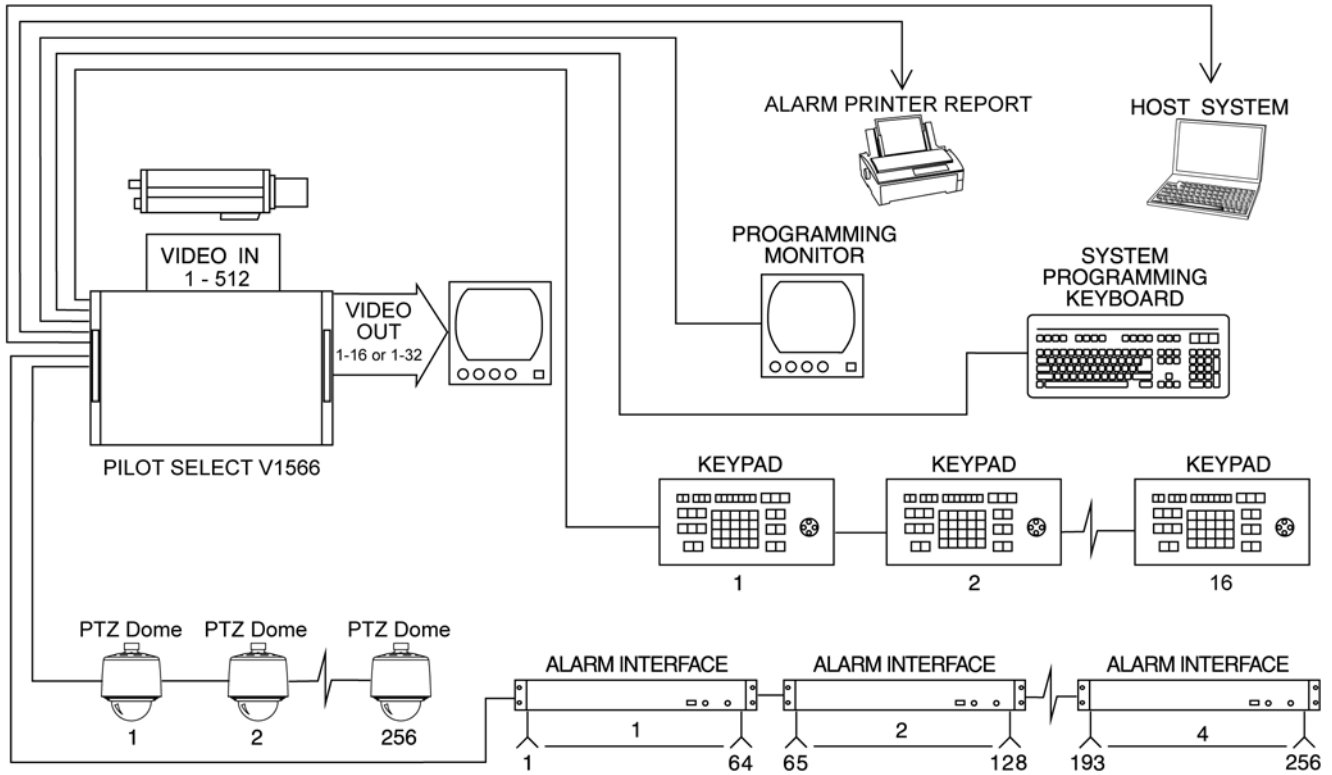 ALARM PRINTER REPORT
HOST SYSTEM
VIDEO IN
1 - 512
VIDEO
OUT
1-16 or 1-32
PROGRAMMING
MONITOR
SYSTEM
PROGRAMMING
KEYBOARD
PILOT SELECT V1566
KEYPAD
KEYPAD
KEYPAD
1
2
16
PTZ Dome
PTZ Dome
PTZ Dome
1
2
256
ALARM INTERFACE
ALARM INTERFACE
ALARM INTERFACE
1
2
4
1
64
65
128
193
256